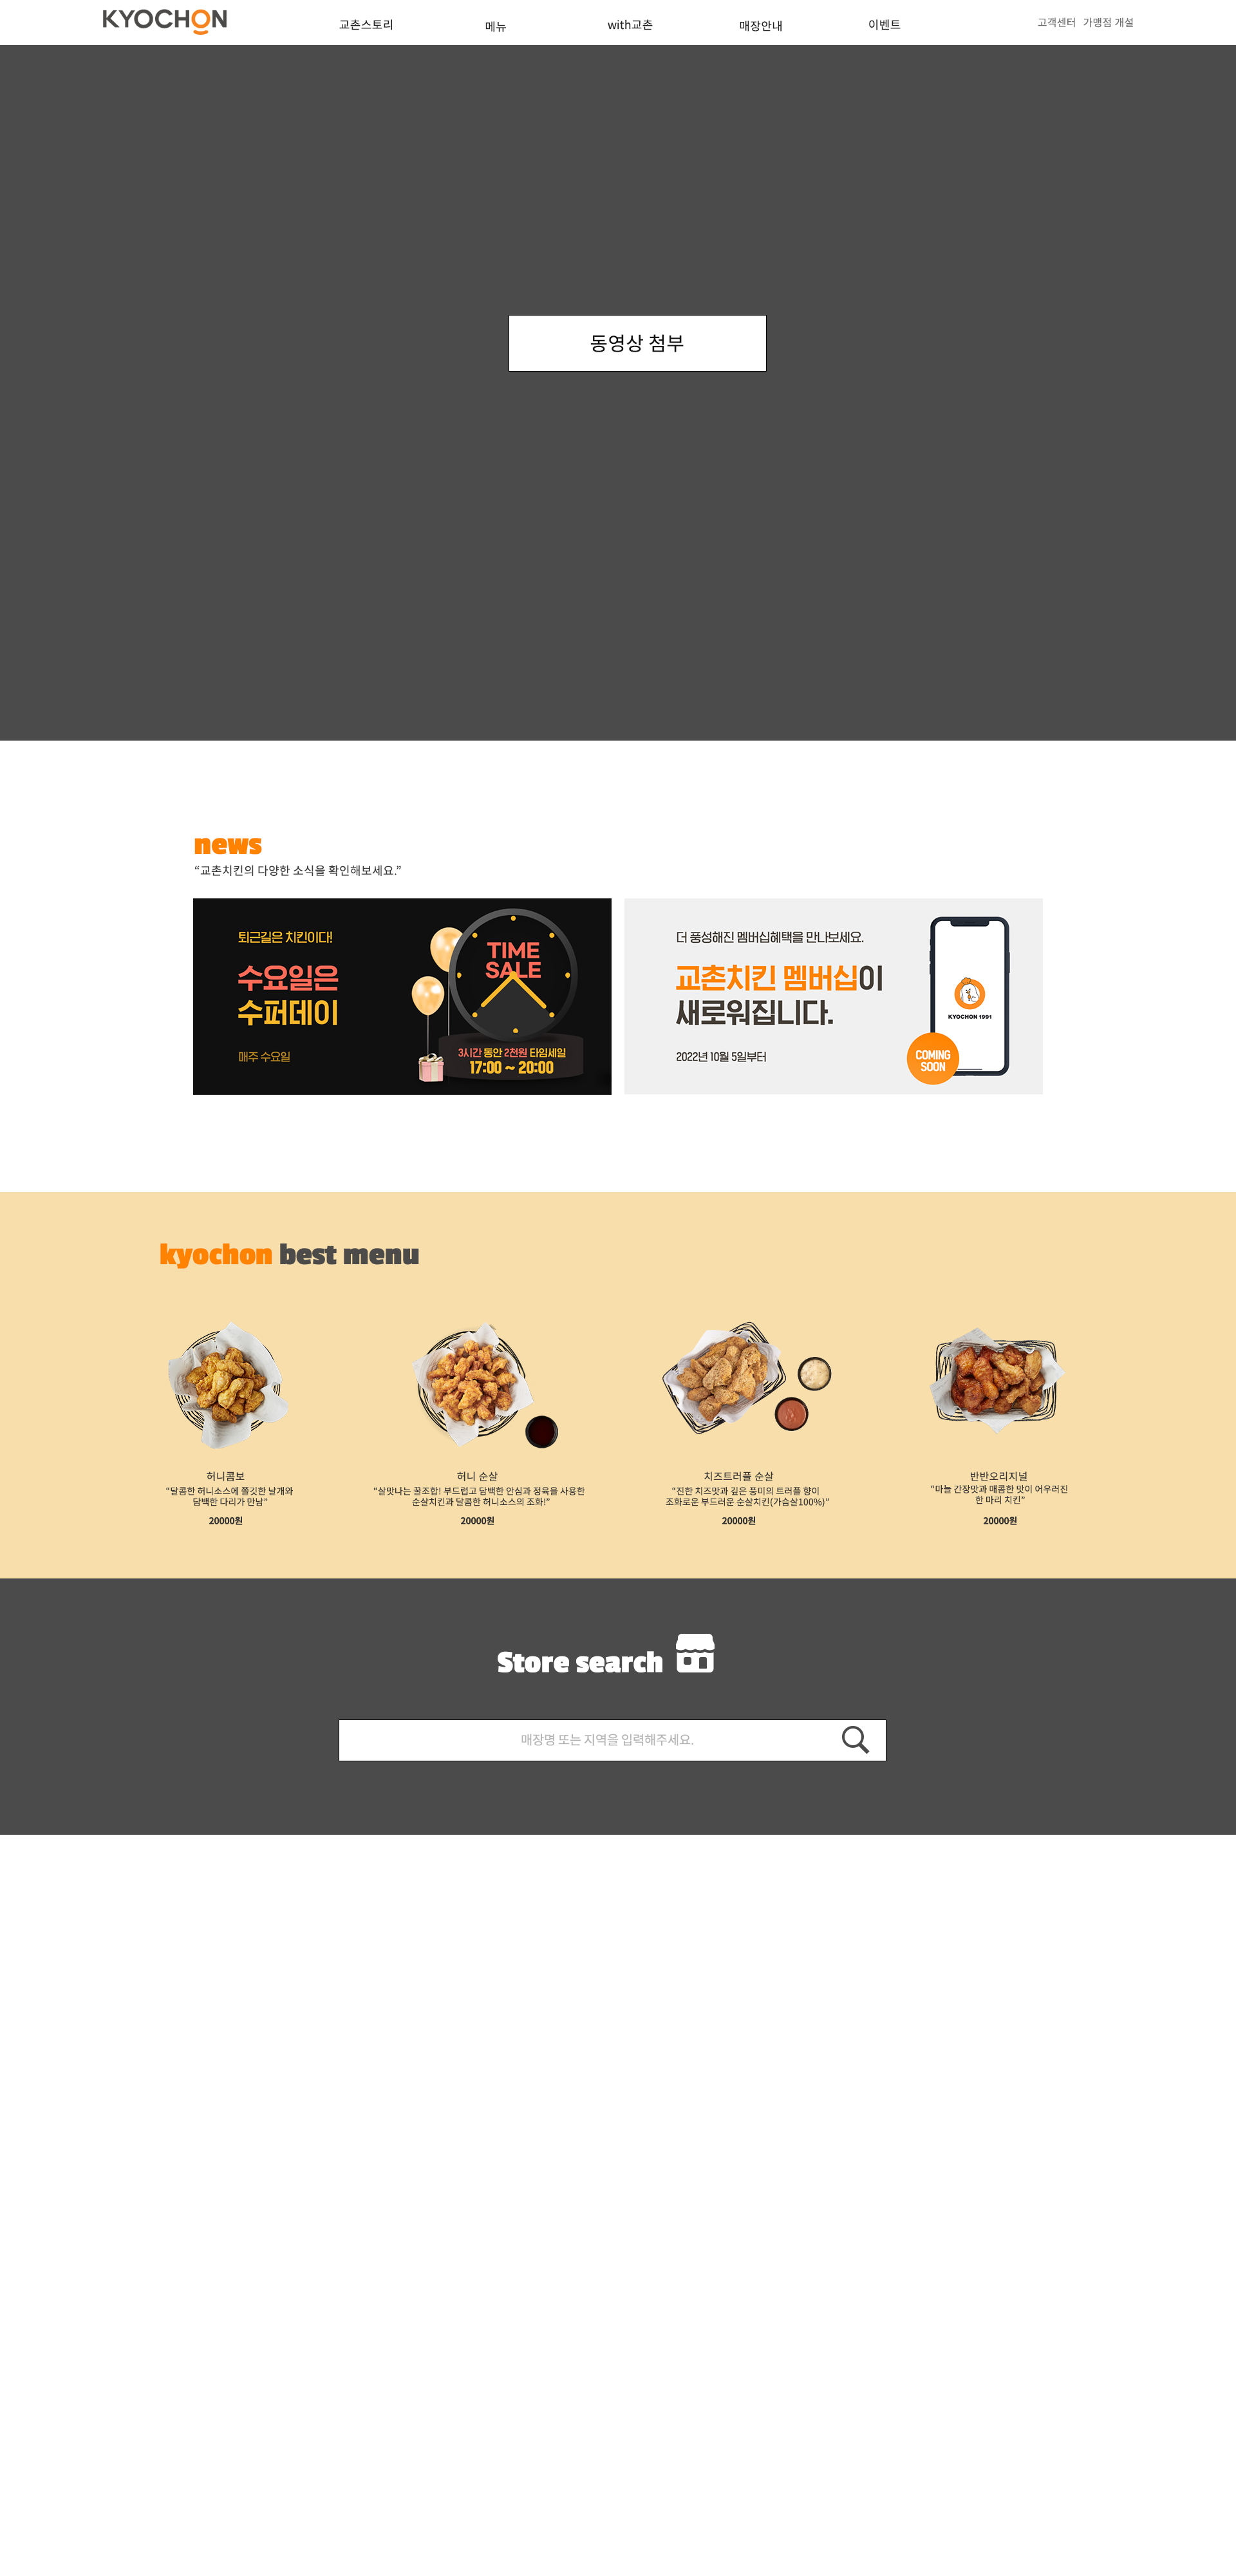 KYOCHON
교촌스토리
메뉴
with교촌
매장안내
이벤트
고객센터 가맹점 개설
동영상 첨부
news
“교촌치킨의 다양한 소식을 확인해보세요.”
퇴근길은 치킨이다!
수요일은
수퍼데이
매주 수요일
TIME
SALE
3시간 동안 2천원 타임세일
17:00 ~ 20:00
더 풍성해진 멤버십혜택을 만나보세요.
교촌치킨 멤버십이
새로워집니다.
2022년 10월 5일부터
KYOCHON 1991
COMING
SOON
kyochon best menu
허니콤보
“달콤한 허니소스에 쫄깃한 날개와
담백한 다리가 만남”
20000원
허니 순살
“살맛나는 꿀조합! 부드럽고 담백한 안심과 정육을 사용한
순살치킨과 달콤한 허니소스의 조화!”
20000원
치즈트러플 순살
“진한 치즈맛과 깊은 풍미의 트러플 향이
조화로운 부드러운 순살치킨(가슴살100%)”
20000원
반반오리지널
“마늘 간장맛과 매콤한 맛이 어우러진
한 마리 치킨”
20000원
Store search
매장명 또는 지역을 입력해주세요.